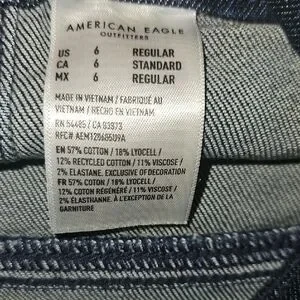 AMERICAN EAGLE
OUTFITTERS
US 6 REGULAR
CA 6 STANDARD
MX 6 REGULAR
MADE IN VIETNAM / FABRIQUÉ AU
VIETNAM / HECHO EN VIETNAM
RN 54485 / CA 03873
RFC#
EN 57% COTTON / 18% LYOCELL /
12% RECYCLED COTTON / 11% VISCOSE /
2% ELASTANE. EXCLUSIVE OF DECORATION
FR 57% COTON / 18% LYOCELL /
12% COTON RÉGÉNÉRÉ / 11% VISCOSE /
2% ÉLASTHANNE. À L'EXCEPTION DE LA
GARNITURE